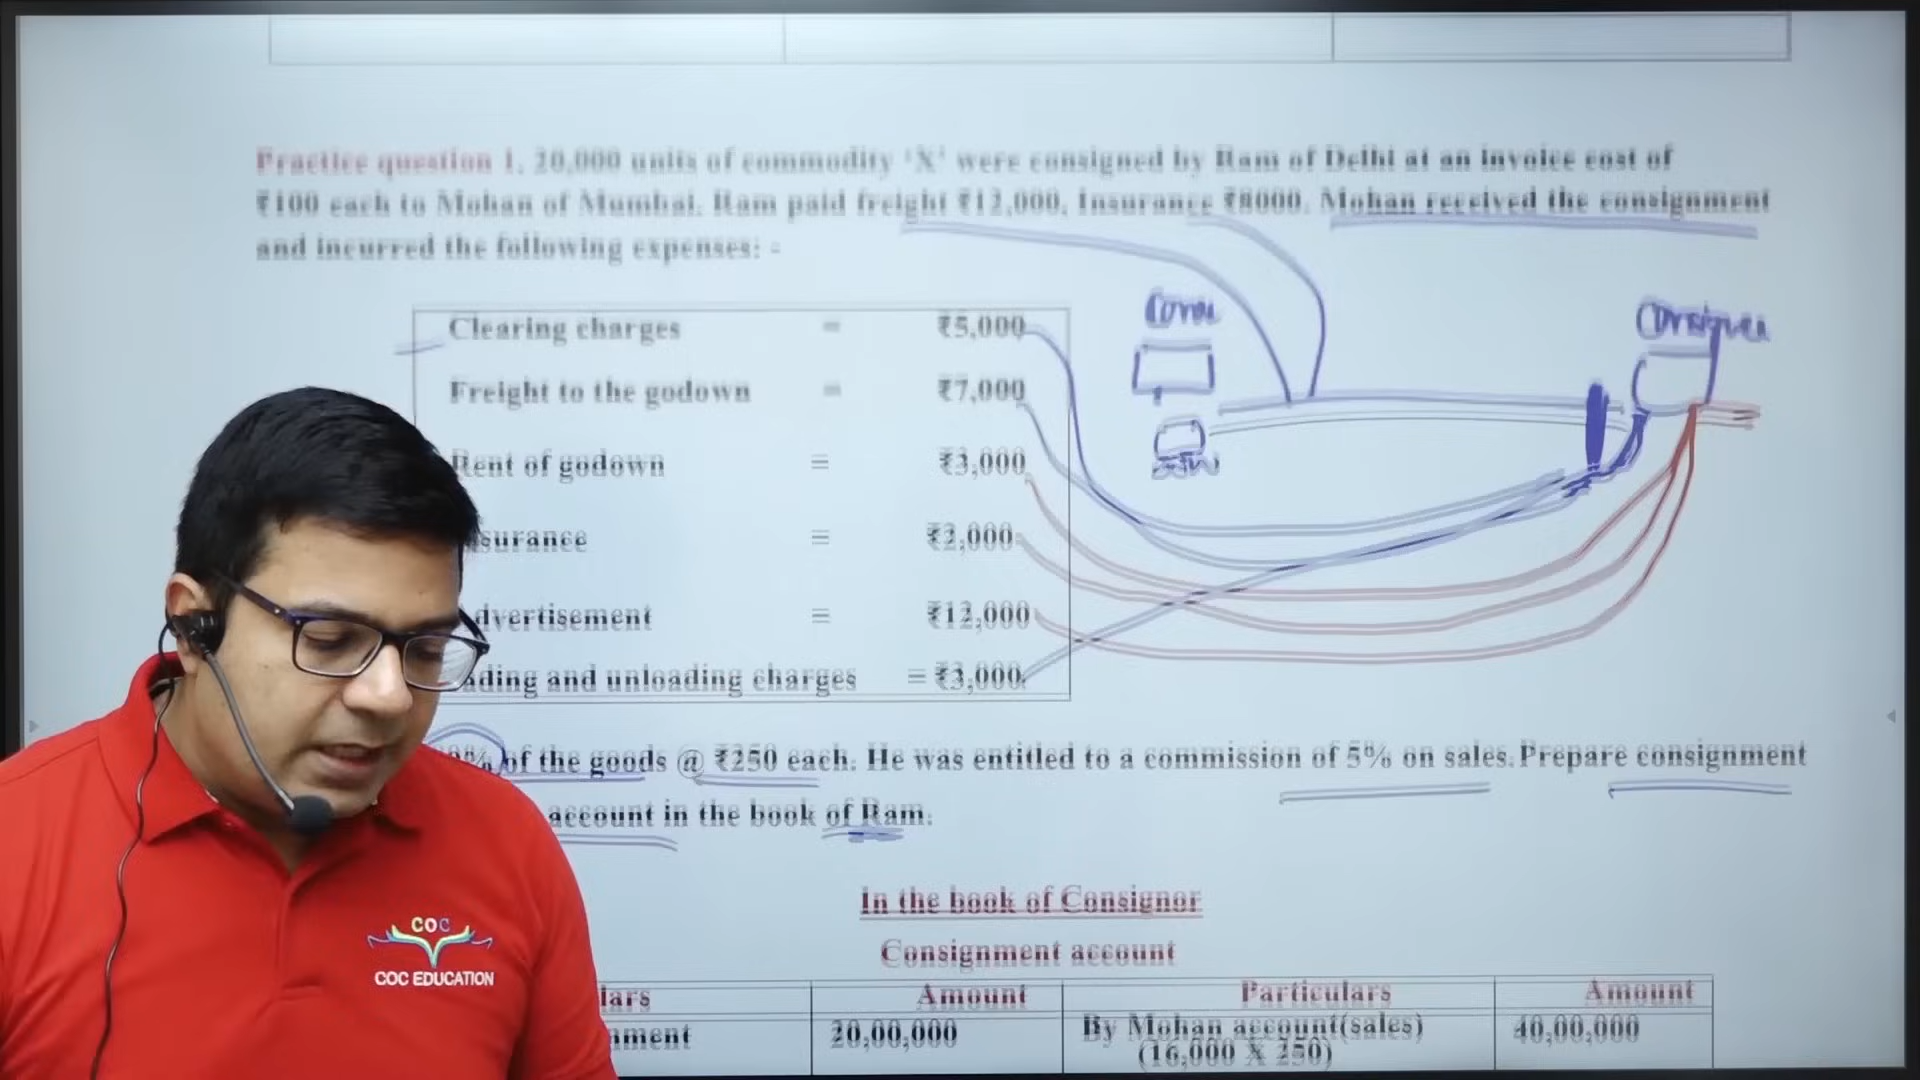 Practice question 1. 20,000 units of commodity 'X' were consigned by Ram of Delhi at an invoice cost of
₹100 each to Mohan of Mumbai. Ram paid freight ₹12,000, Insurance ₹8000. Mohan received the consignment
and incurred the following expenses: -
Clearing charges = ₹5,000
Freight to the godown = ₹7,000
Rent of godown = ₹3,000
surance = ₹2,000
dvertisement = ₹12,000
ading and unloading charges = ₹3,000
Consignee
0% of the goods @ ₹250 each. He was entitled to a commission of 5% on sales. Prepare consignment
account in the book of Ram.
In the book of Consignor
Consignment account
lars Amount Particulars Amount
nment 20,00,000 By Mohan account(sales) 40,00,000
(16,000 X 250)
COC
COC EDUCATION